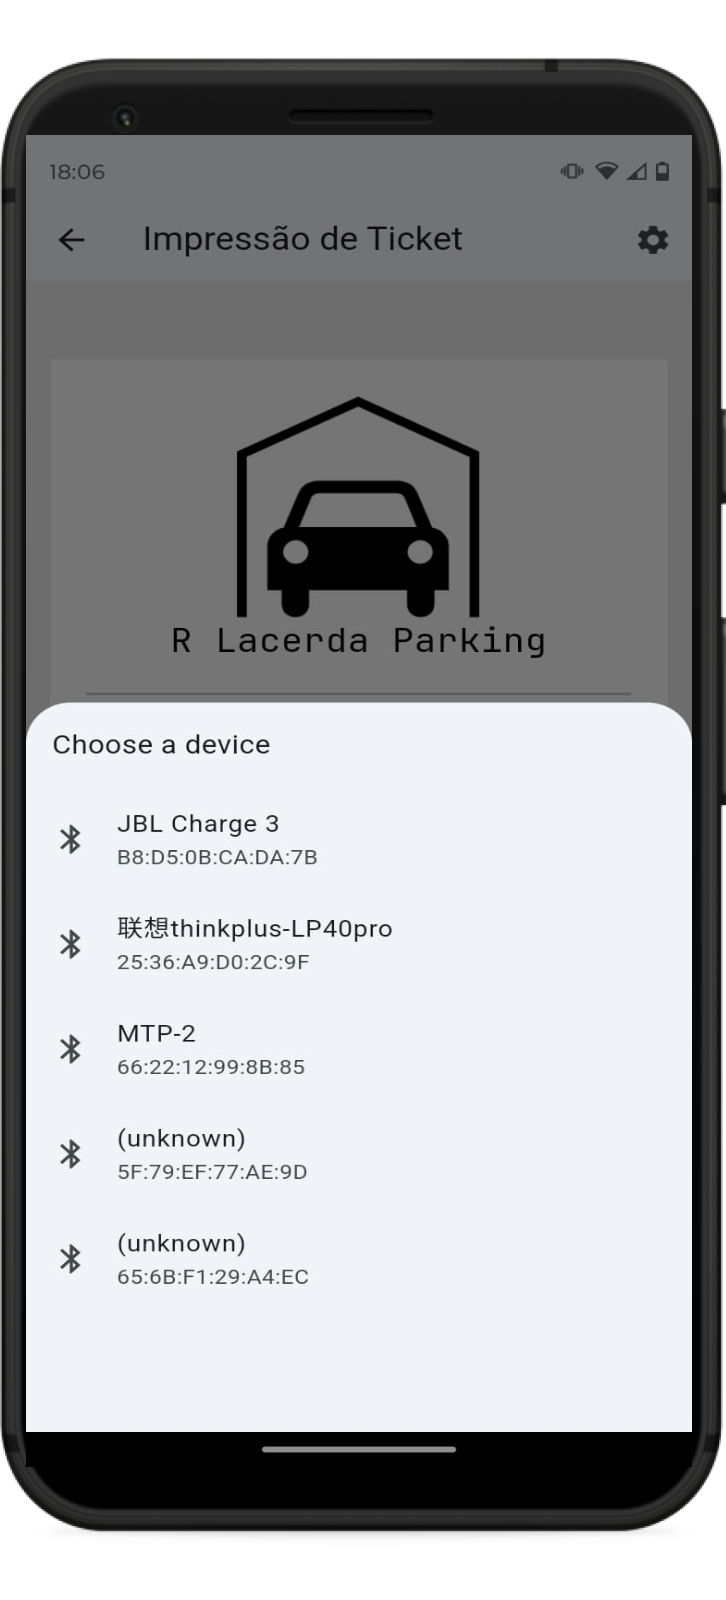 18:06
Impressão de Ticket
R Lacerda Parking
Choose a device
JBL Charge 3
B8:D5:0B:CA:DA:7B
联想thinkplus-LP40pro
25:36:A9:D0:2C:9F
MTP-2
66:22:12:99:8B:85
(unknown)
5F:79:EF:77:AE:9D
(unknown)
65:6B:F1:29:A4:EC